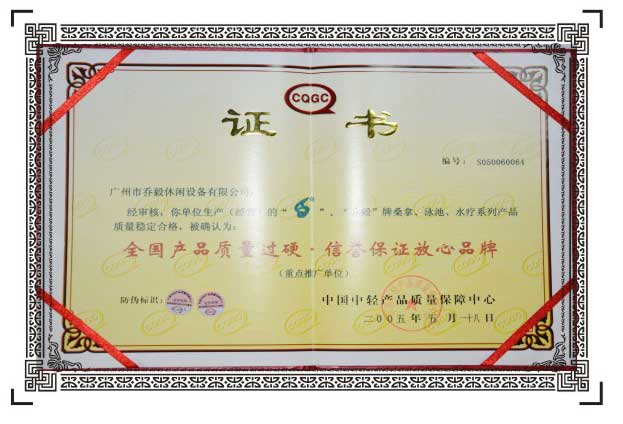 CQGC
证 书
编号： S050060064
广州市乔毅休闲设备有限公司：
经审核，你单位生产（经营）的“ ”、“乔毅”牌桑拿、泳池、水疗系列产品
质量稳定合格，被确认为：
全国产品质量过硬·信誉保证放心品牌
（重点推广单位）
防伪标识：
中国中轻产品质量保障中心
二00五年 五 月 一十八 日